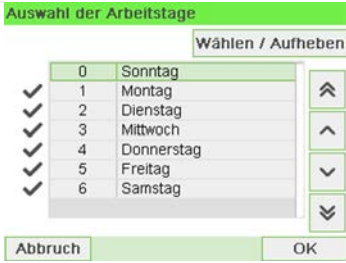 Auswahl der Arbeitstage
Wählen / Aufheben
0 Sonntag
1 Montag
2 Dienstag
3 Mittwoch
4 Donnerstag
5 Freitag
6 Samstag
Abbruch OK